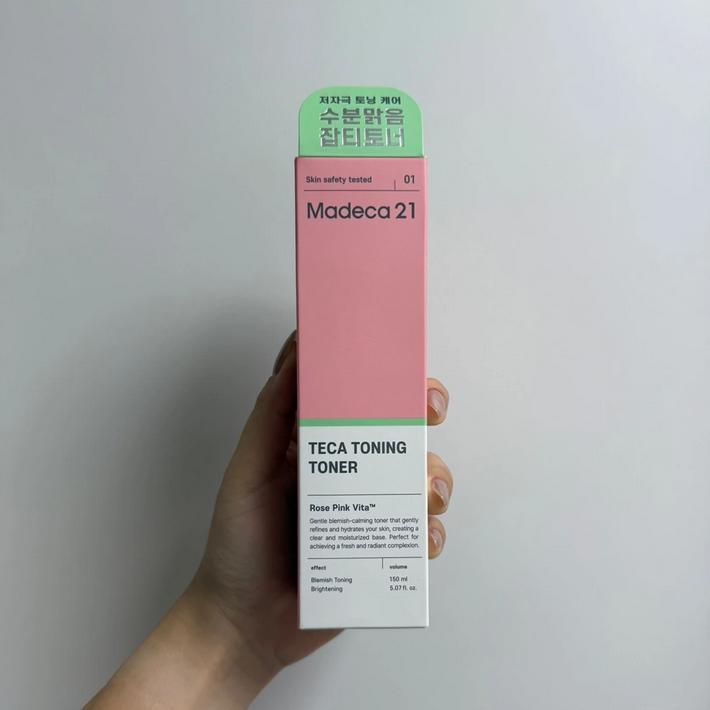 저자극 토닝 케어
수분맑음
잡티토너
Skin safety tested 01
Madeca 21
TECA TONING
TONER
Rose Pink Vita™
Gentle blemish-calming toner that gently
refines and hydrates your skin, creating a
clear and moisturized base. Perfect for
achieving a fresh and radiant complexion.
effect volume
Blemish Toning 150 ml
Brightening 5.07 fl. oz.